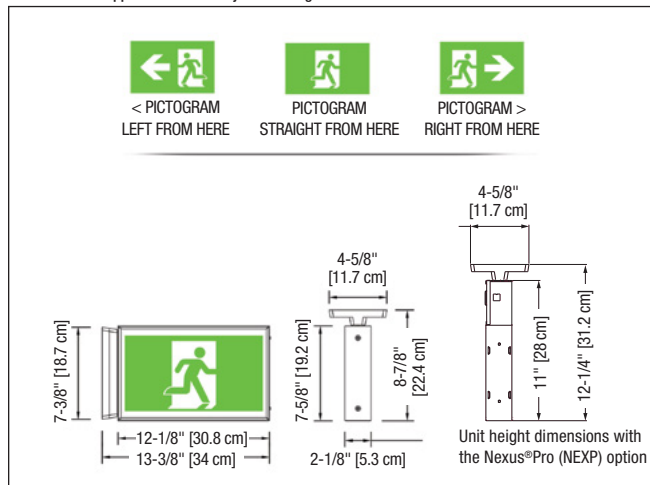 < PICTOGRAM
LEFT FROM HERE
PICTOGRAM
STRAIGHT FROM HERE
PICTOGRAM >
RIGHT FROM HERE
4-5/8"
[11.7 cm]
4-5/8"
[11.7 cm]
7-3/8" [18.7 cm]
12-1/8" [30.8 cm]
13-3/8" [34 cm]
7-5/8" [19.2 cm]
8-7/8"
[22.4 cm]
2-1/8" [5.3 cm]
11" [28 cm]
12-1/4" [31.2 cm]
Unit height dimensions with
the Nexus®Pro (NEXP) option